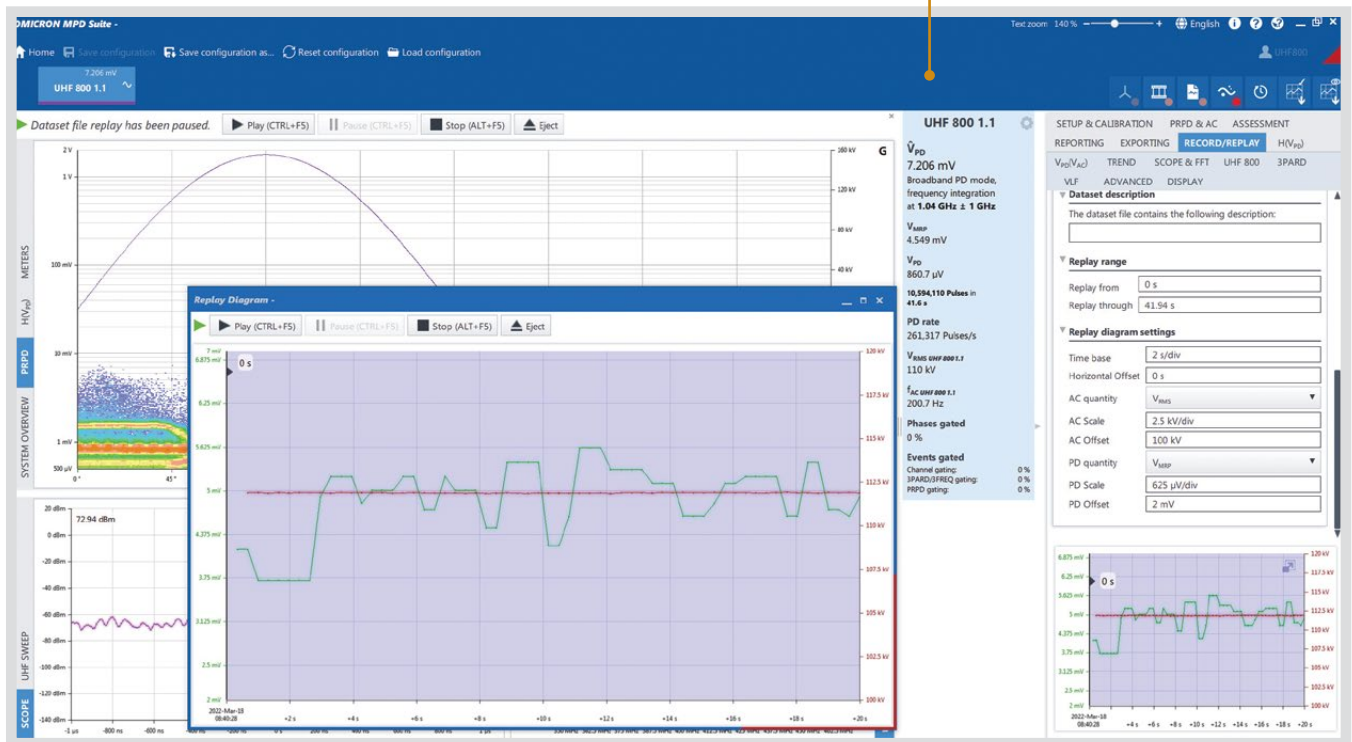 OMICRON MPD Suite -
Text zoom 140 % - + English
Home Save configuration Save configuration as... Reset configuration Load configuration
UHF800
7.206 mV
UHF 800 1.1
Dataset file replay has been paused. Play (CTRL+F5) Pause (CTRL+F5) Stop (ALT+F5) Eject
METERS
H(VPD)
PRPD
SYSTEM OVERVIEW
UHF SWEEP
SCOPE
2 V
1 V
100 mV
10 mV
1 mV
500 µV
0°
45°
160 kV
120 kV
80 kV
40 kV
G
20 dBm
0 dBm
-20 dBm
-40 dBm
-60 dBm
-80 dBm
-100 dBm
-120 dBm
-140 dBm
72.94 dBm
-1 µs -800 ns -600 ns
Replay Diagram -
Play (CTRL+F5) Pause (CTRL+F5) Stop (ALT+F5) Eject
0 s
7 mV
6.875 mV
6.25 mV
5.625 mV
5 mV
4.375 mV
3.75 mV
3.125 mV
2.5 mV
2 mV
120 kV
117.5 kV
115 kV
112.5 kV
110 kV
107.5 kV
105 kV
102.5 kV
100 kV
2022-Mar-18
08:40:28 +2 s +4 s +6 s +8 s +10 s +12 s +14 s +16 s +18 s +20 s
UHF 800 1.1
V̂PD
7.206 mV
Broadband PD mode,
frequency integration
at 1.04 GHz ± 1 GHz
VMRP
4.549 mV
VPD
860.7 µV
10,594,110 Pulses in
41.6 s
PD rate
261,317 Pulses/s
VRMS UHF 800 1.1
110 kV
fAC UHF 800 1.1
200.7 Hz
Phases gated
0 %
Events gated
Channel gating: 0 %
3PARD/3FREQ gating: 0 %
PRPD gating: 0 %
SETUP & CALIBRATION PRPD & AC ASSESSMENT
REPORTING EXPORTING RECORD/REPLAY H(VPD)
VPD(VAC) TREND SCOPE & FFT UHF 800 3PARD
VLF ADVANCED DISPLAY
Dataset description
The dataset file contains the following description:
Replay range
Replay from 0 s
Replay through 41.94 s
Replay diagram settings
Time base 2 s/div
Horizontal Offset 0 s
AC quantity VRMS
AC Scale 2.5 kV/div
AC Offset 100 kV
PD quantity VMRP
PD Scale 625 µV/div
PD Offset 2 mV
6.875 mV
6.25 mV
5.625 mV
5 mV
4.375 mV
3.75 mV
3.125 mV
2.5 mV
2 mV
0 s
120 kV
117.5 kV
115 kV
112.5 kV
110 kV
107.5 kV
105 kV
102.5 kV
100 kV
2022-Mar-18
08:40:28 +4 s +6 s +8 s +10 s +12 s +14 s +16 s +18 s +20 s